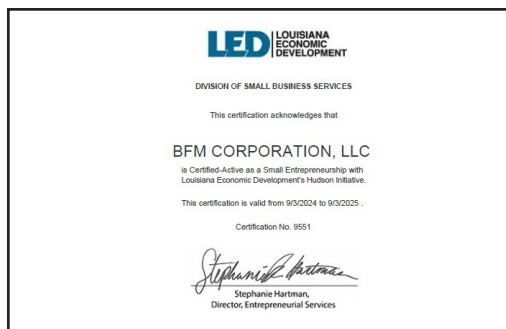 LED LOUISIANA
ECONOMIC
DEVELOPMENT
DIVISION OF SMALL BUSINESS SERVICES
This certification acknowledges that
BFM CORPORATION, LLC
is Certified-Active as a Small Entrepreneurship with
Louisiana Economic Development's Hudson Initiative.
This certification is valid from 9/3/2024 to 9/3/2025 .
Certification No. 9551
Stephanie Hartman
Stephanie Hartman,
Director, Entrepreneurial Services